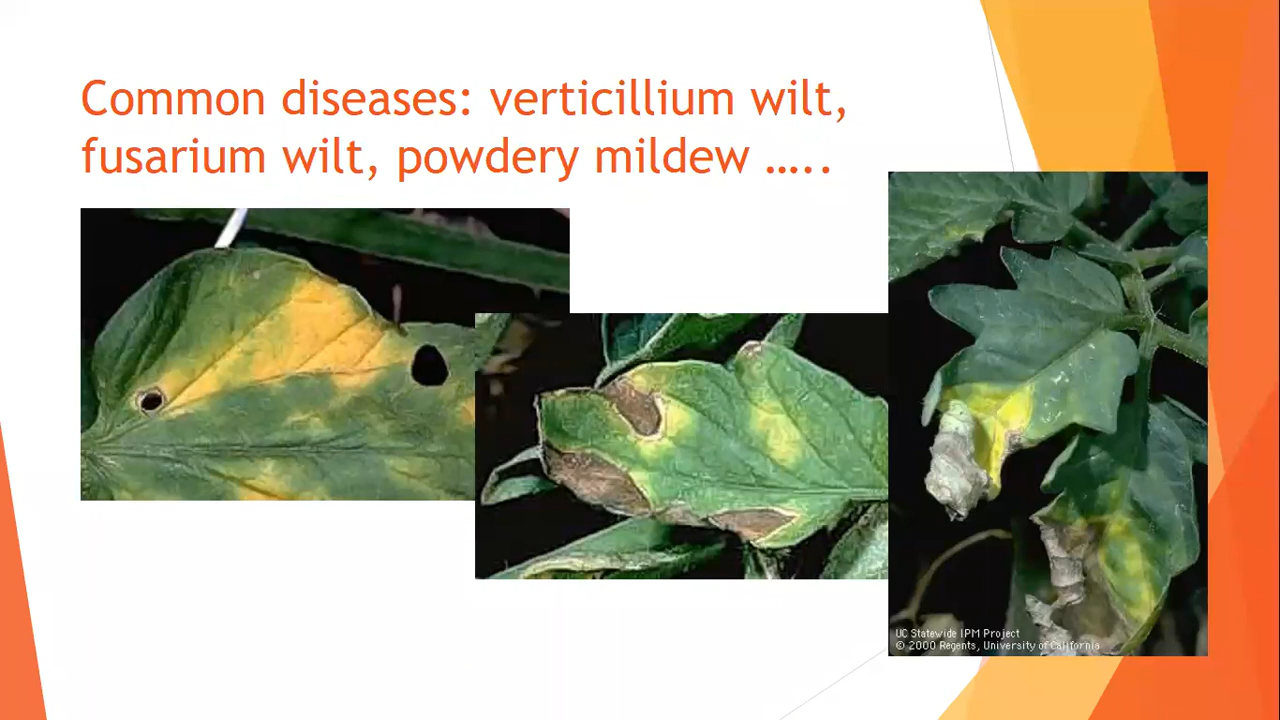 Common diseases: verticillium wilt,
fusarium wilt, powdery mildew .....
UC Statewide IPM Project
© 2000 Regents, University of California